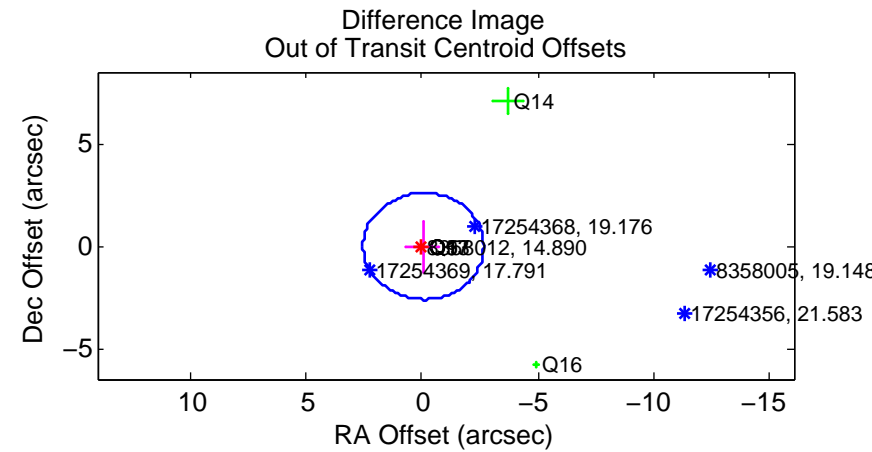 Difference Image
Out of Transit Centroid Offsets
Dec Offset (arcsec)
5
0
−5
Q14
17254368, 19.176
8358012, 14.890
17254369, 17.791
8358005, 19.148
17254356, 21.583
Q16
10
5
0
−5
−10
−15
RA Offset (arcsec)